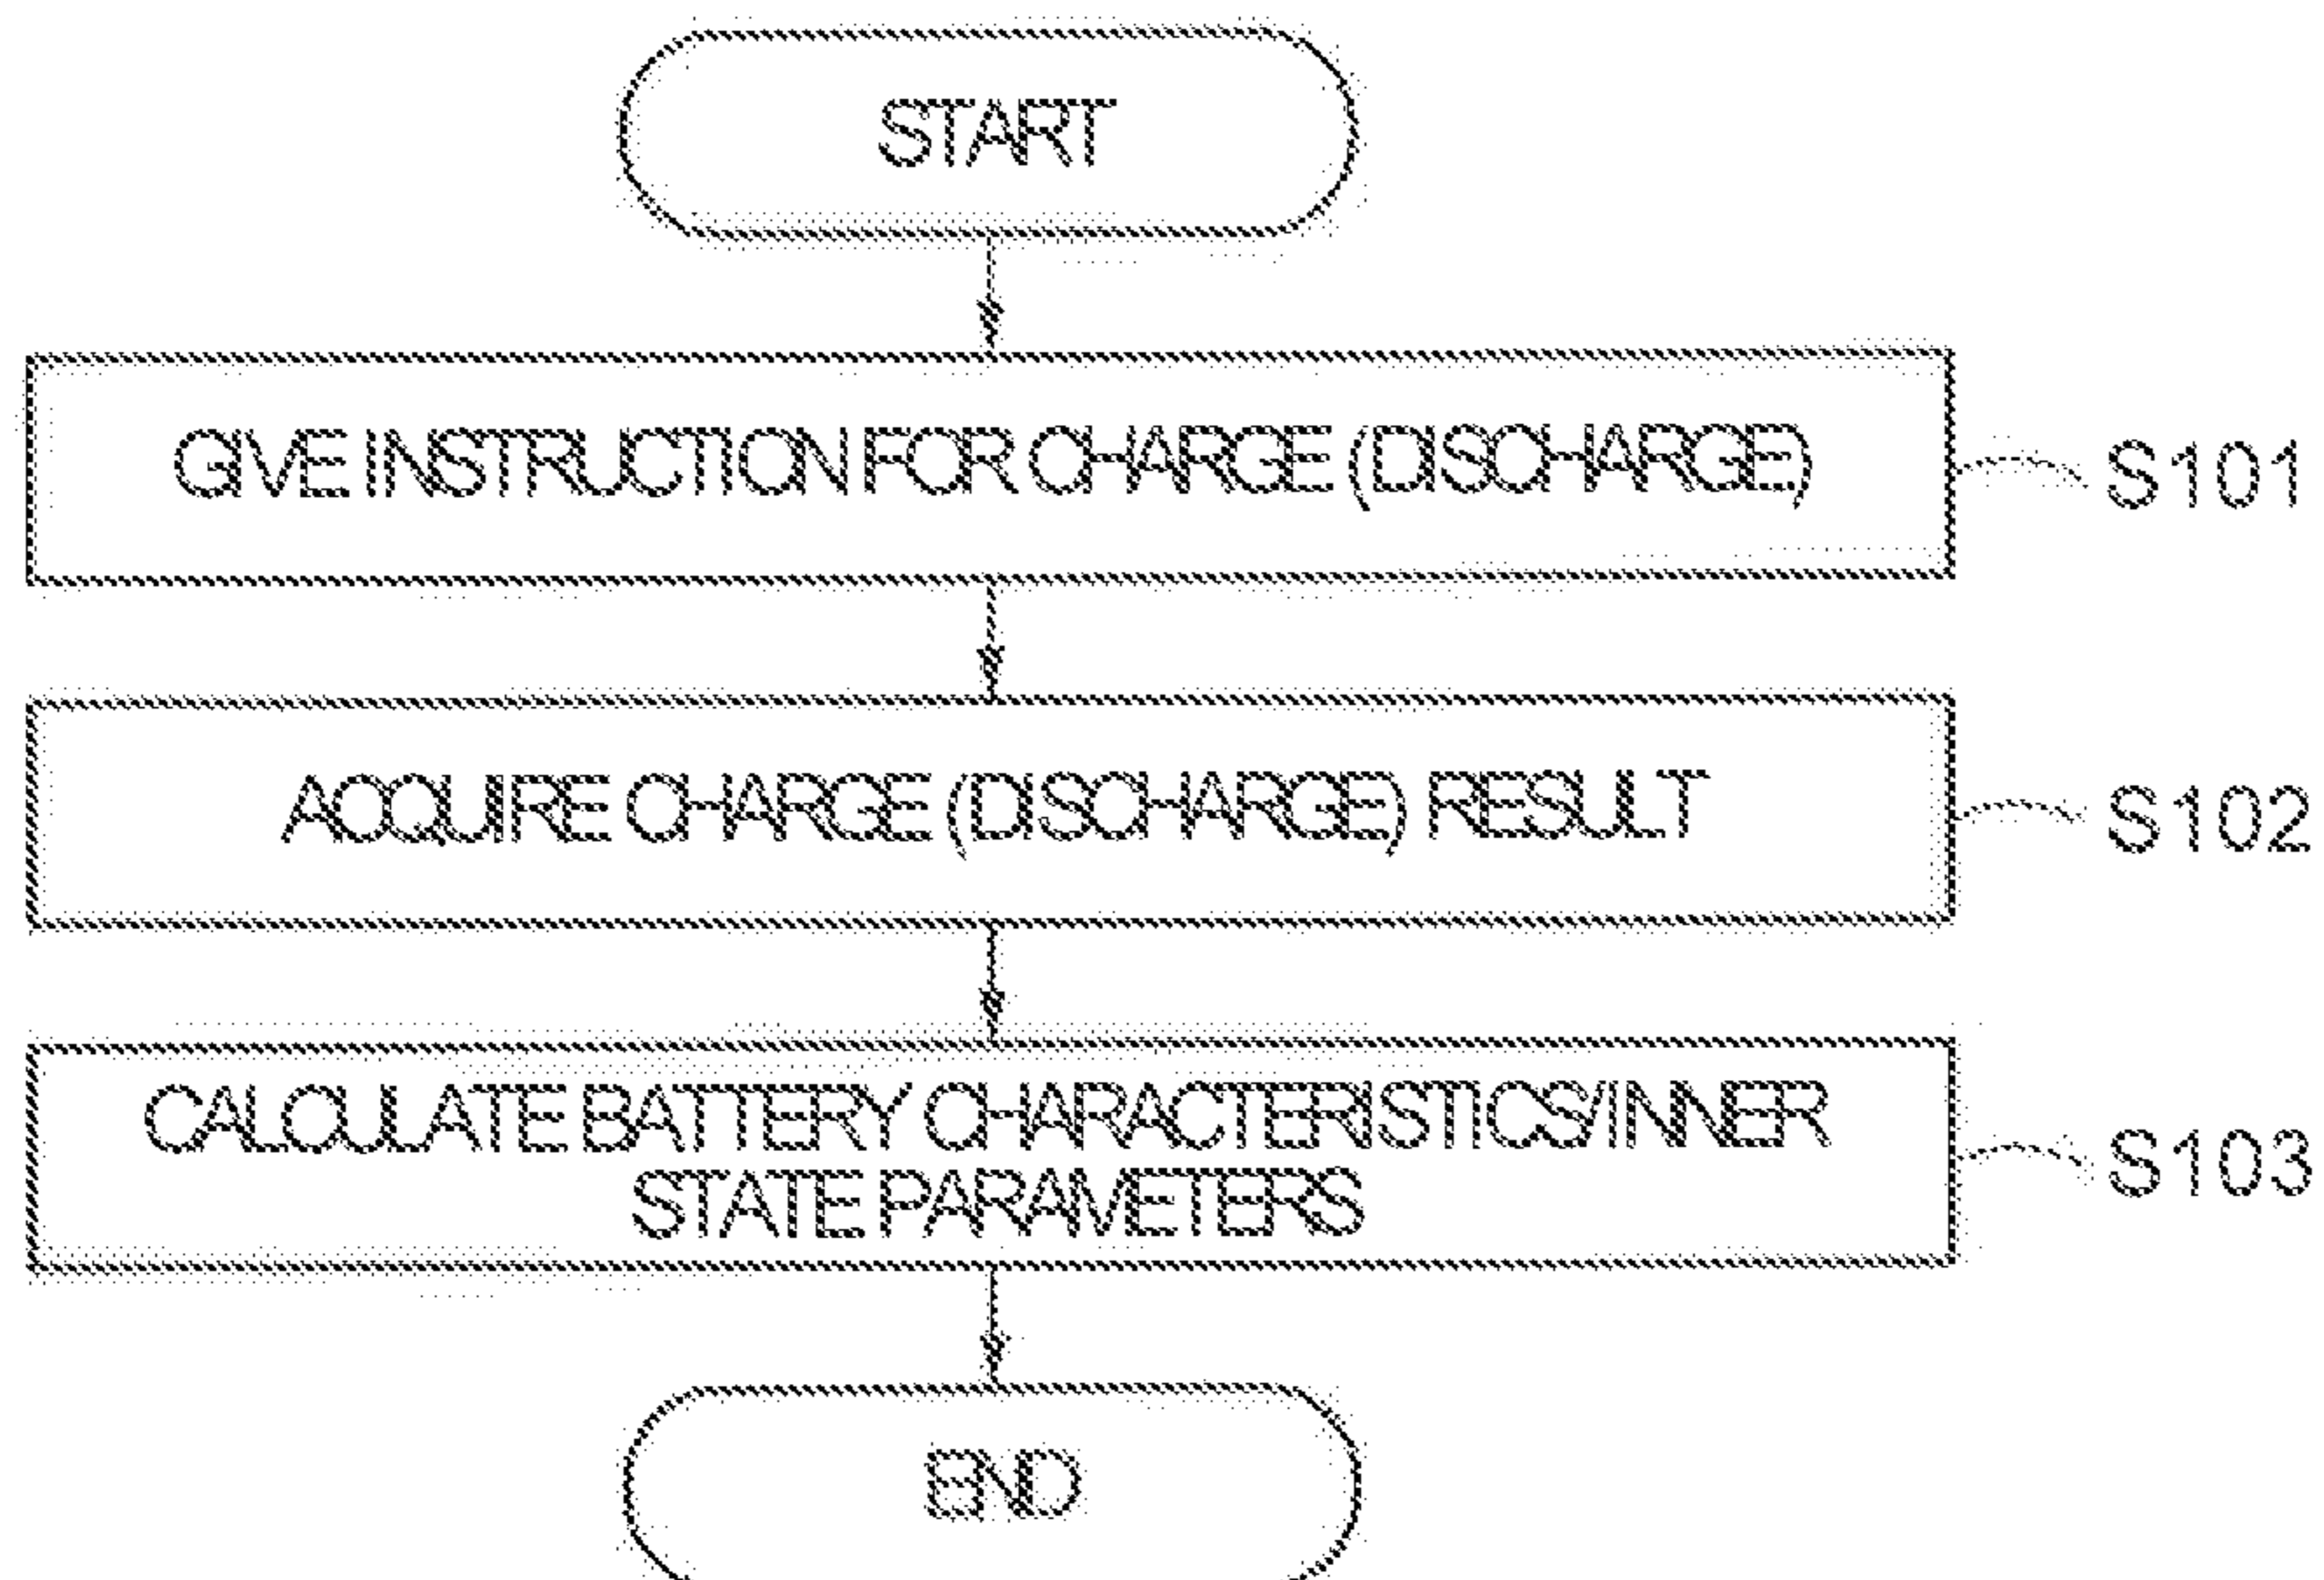 START
GIVE INSTRUCTION FOR CHARGE (DISCHARGE)
S101
ACQUIRE CHARGE (DISCHARGE) RESULT
S102
CALCULATE BATTERY CHARACTERISTICS/INNER
STATE PARAMETERS
S103
END